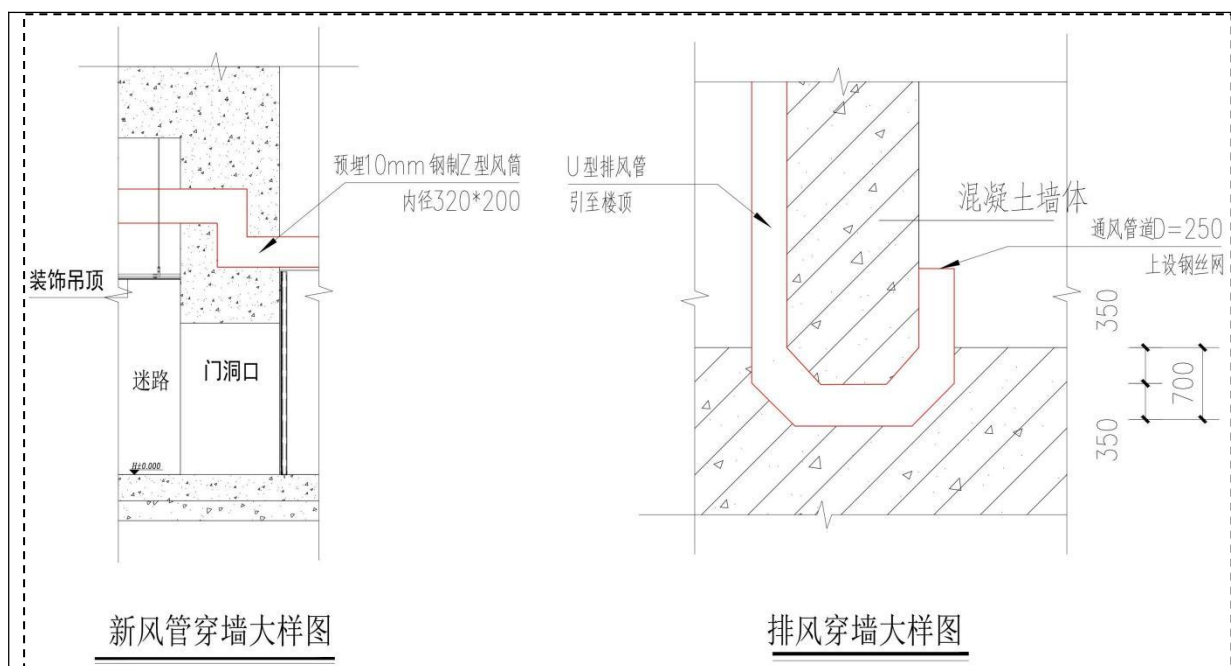 预埋10mm 钢制Z型风筒
内径320*200
装饰吊顶
迷路
门洞口
H±0.000
新风管穿墙大样图
U型排风管
引至楼顶
混凝土墙体
通风管道D=250
上设钢丝网
350
700
350
排风穿墙大样图